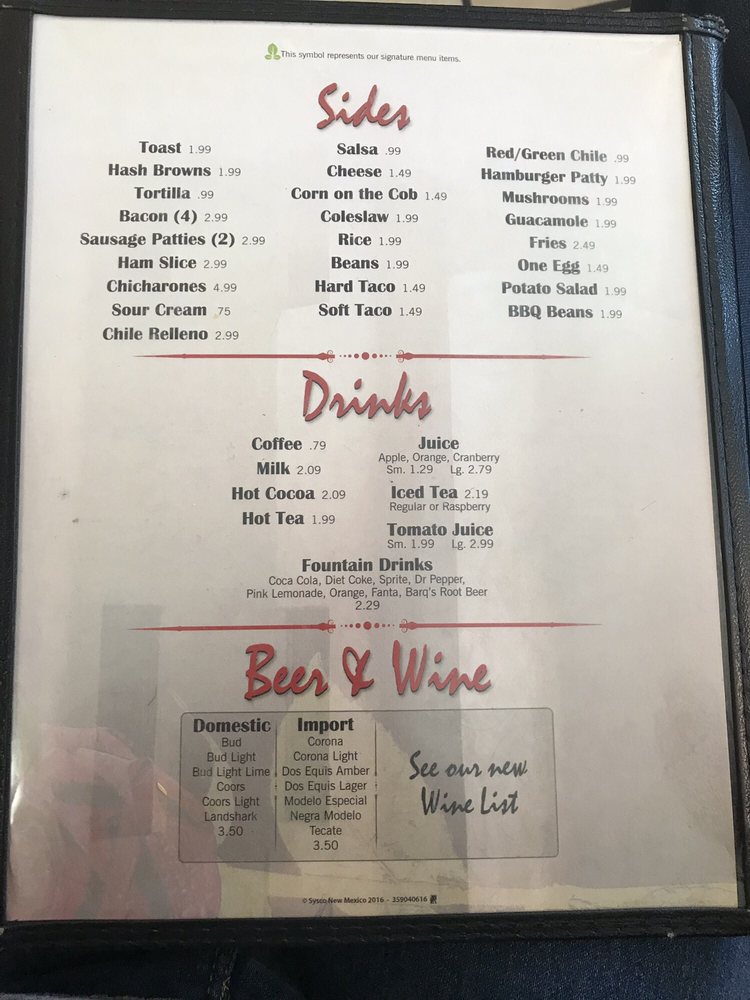 This symbol represents our signature menu items.
Sides
Toast 1.99
Hash Browns 1.99
Tortilla .99
Bacon (4) 2.99
Sausage Patties (2) 2.99
Ham Slice 2.99
Chicharones 4.99
Sour Cream .75
Chile Relleno 2.99
Salsa .99
Cheese 1.49
Corn on the Cob 1.49
Coleslaw 1.99
Rice 1.99
Beans 1.99
Hard Taco 1.49
Soft Taco 1.49
Red/Green Chile .99
Hamburger Patty 1.99
Mushrooms 1.99
Guacamole 1.99
Fries 2.49
One Egg 1.49
Potato Salad 1.99
BBQ Beans 1.99
Drinks
Coffee .79
Milk 2.09
Hot Cocoa 2.09
Hot Tea 1.99
Juice
Apple, Orange, Cranberry
Sm. 1.29 Lg. 2.79
Iced Tea 2.19
Regular or Raspberry
Tomato Juice
Sm. 1.99 Lg. 2.99
Fountain Drinks
Coca Cola, Diet Coke, Sprite, Dr Pepper,
Pink Lemonade, Orange, Fanta, Barq's Root Beer
2.29
Beer & Wine
Domestic
Bud
Bud Light
Bud Light Lime
Coors
Coors Light
Landshark
3.50
Import
Corona
Corona Light
Dos Equis Amber
Dos Equis Lager
Modelo Especial
Negra Modelo
Tecate
3.50
See our new
Wine List
© Sysco New Mexico 2016 - 359040616